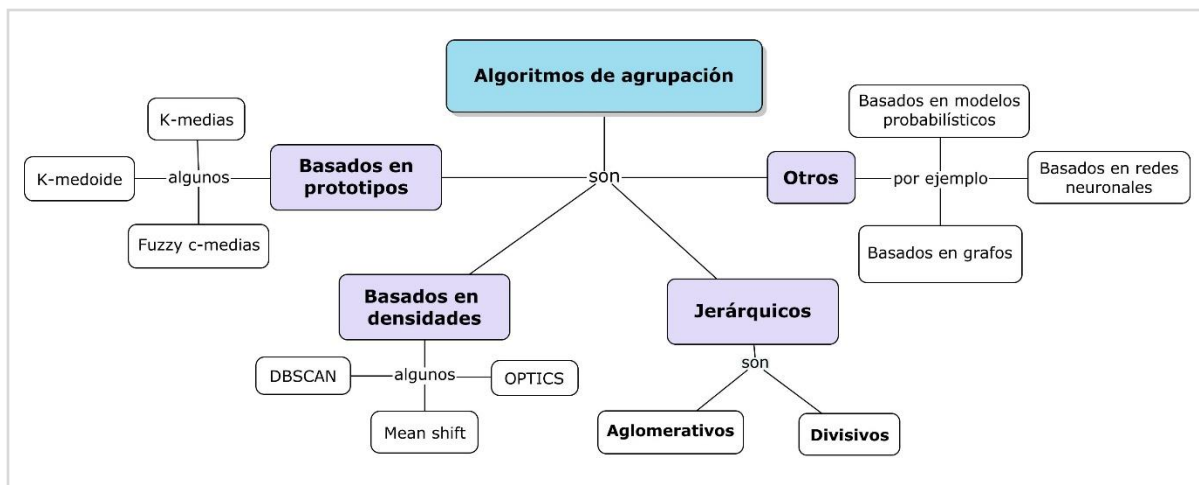 Algoritmos de agrupación
son
Basados en
prototipos
algunos
K-medias
K-medoide
Fuzzy c-medias
Basados en
densidades
algunos
DBSCAN
OPTICS
Mean shift
Jerárquicos
son
Aglomerativos
Divisivos
Otros
por ejemplo
Basados en modelos
probabilísticos
Basados en redes
neuronales
Basados en grafos